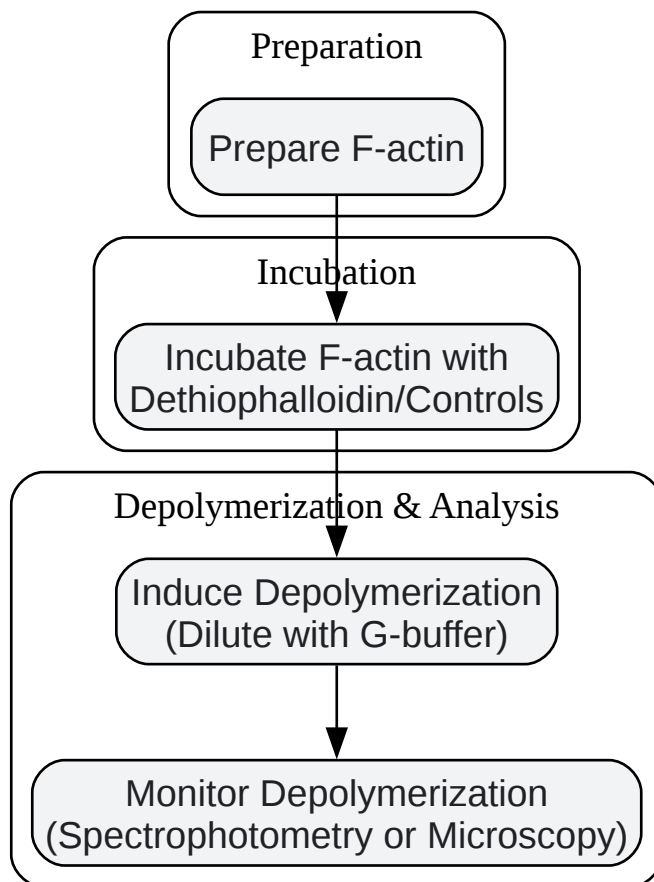 Preparation
Prepare F-actin
Incubation
Incubate F-actin with
Dethiophalloidin/Controls
Depolymerization & Analysis
Induce Depolymerization
(Dilute with G-buffer)
Monitor Depolymerization
(Spectrophotometry or Microscopy)